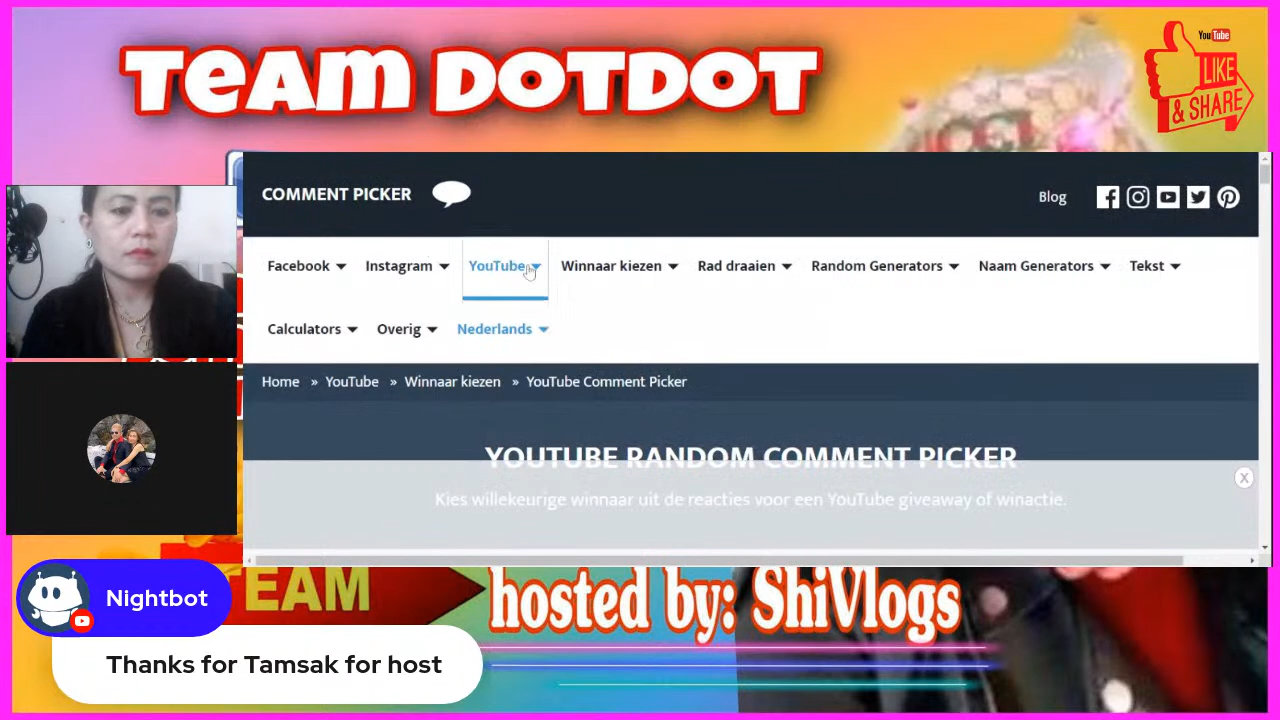 TEAM DOTDOT
YouTube
LIKE
& SHARE
COMMENT PICKER
Blog
Facebook Instagram YouTube Winnaar kiezen Rad draaien Random Generators Naam Generators Tekst
Calculators Overig Nederlands
Home » YouTube » Winnaar kiezen » YouTube Comment Picker
YOUTUBE RANDOM COMMENT PICKER
Kies willekeurige winnaar uit de reacties voor een YouTube giveaway of winactie.
X
TEAM
hosted by: ShiVlogs
Nightbot
Thanks for Tamsak for host